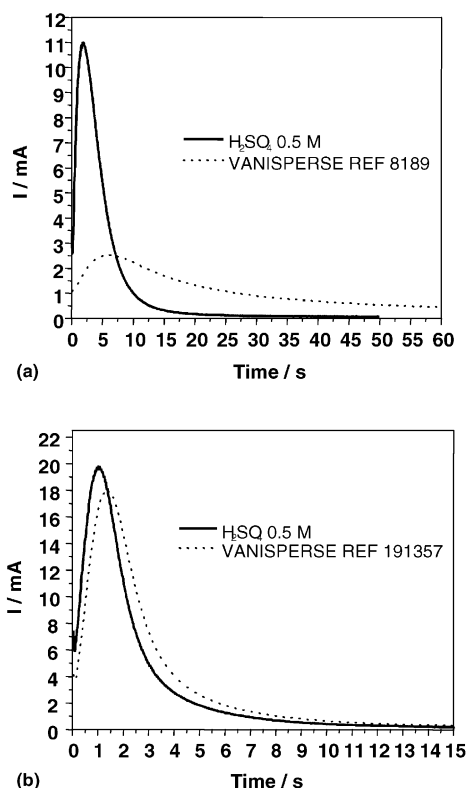 12
11
10
9
8
7
6
5
4
3
2
1
0
I / mA
H2SO4 0.5 M
VANISPERSE REF 8189
0 5 10 15 20 25 30 35 40 45 50 55 60
(a)
Time / s
22
20
18
16
14
12
10
8
6
4
2
0
I / mA
H2SO 0.5 M
VANISPERSE REF 191357
0 1 2 3 4 5 6 7 8 9 10 11 12 13 14 15
(b)
Time / s